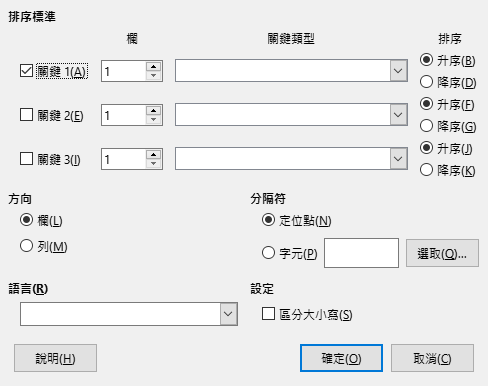 排序標準
欄 關鍵類型 排序
關鍵 1(A) 1 升序(B)
降序(D)
關鍵 2(E) 1 升序(F)
降序(G)
關鍵 3(I) 1 升序(J)
降序(K)
方向 分隔符
欄(L) 定位點(N)
列(M) 字元(P) 選取(Q)...
語言(R) 設定
區分大小寫(S)
說明(H) 確定(O) 取消(C)